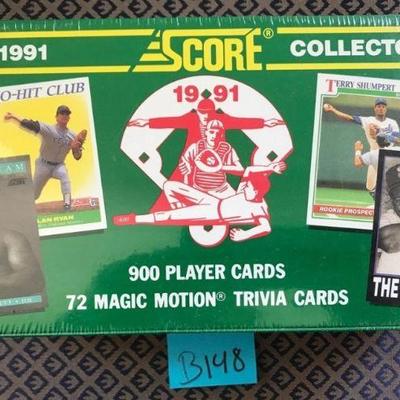 1991 SCORE® COLLECTO
O-HIT CLUB
LAN RYAN
TERRY SHUMPERT
ROOKIE PROSPECT
1991
900 PLAYER CARDS
72 MAGIC MOTION® TRIVIA CARDS
THE
B148